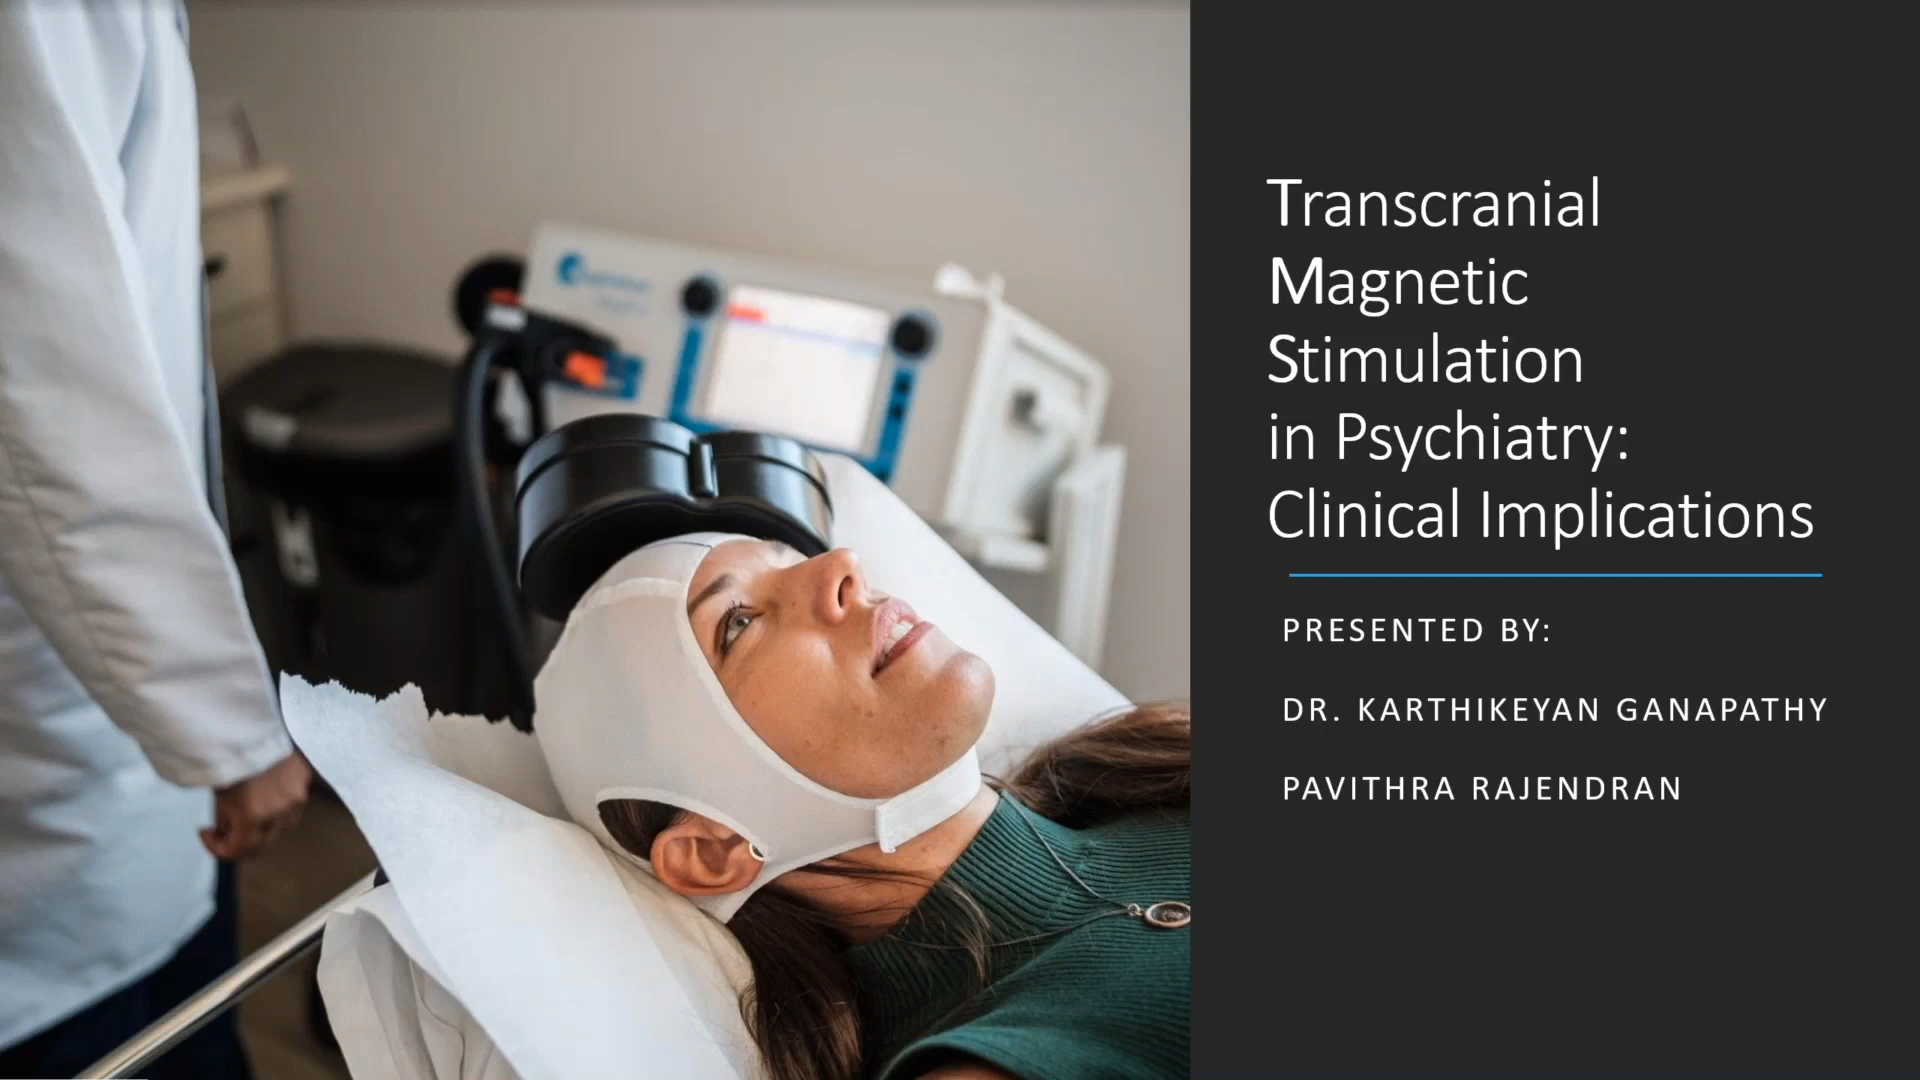 Transcranial
Magnetic
Stimulation
in Psychiatry:
Clinical Implications
PRESENTED BY:
DR. KARTHIKEYAN GANAPATHY
PAVITHRA RAJENDRAN